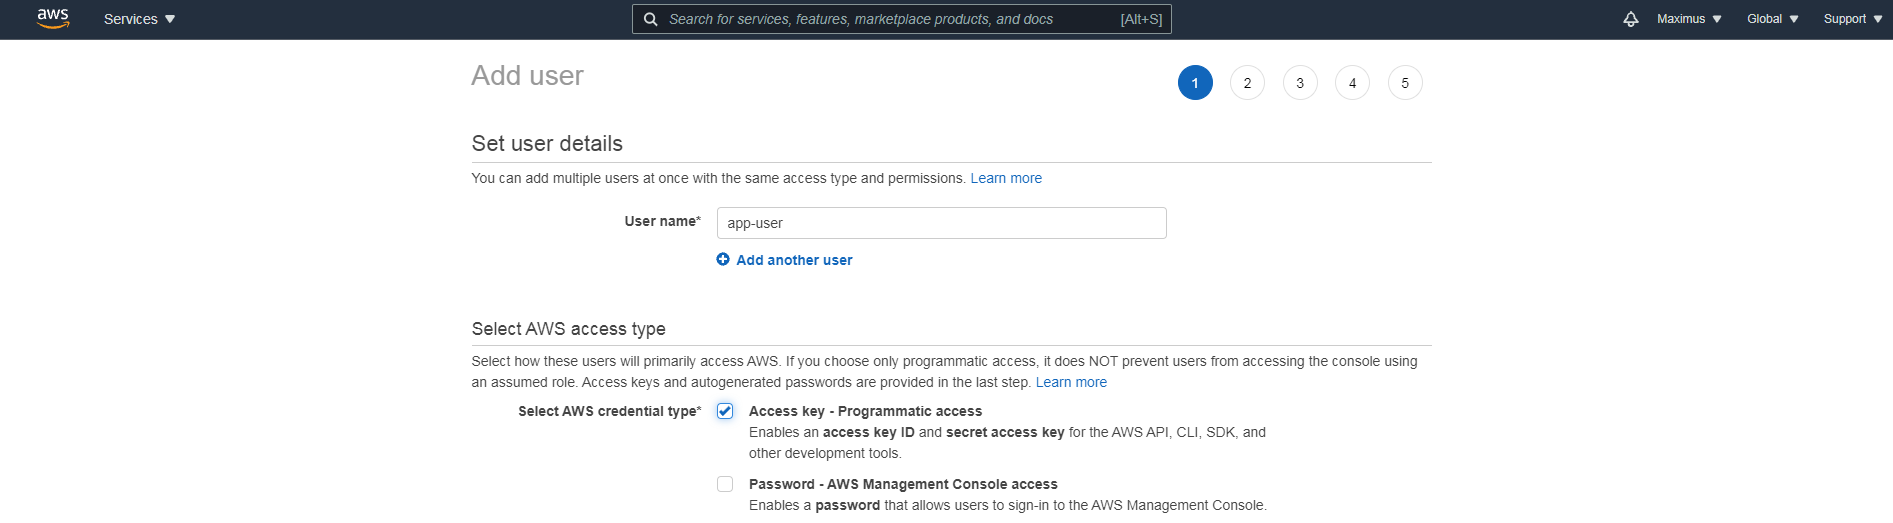 aws Services Search for services, features, marketplace products, and docs [Alt+S] Maximus Global Support
Add user 1 2 3 4 5
Set user details
You can add multiple users at once with the same access type and permissions. Learn more
User name* app-user
Add another user
Select AWS access type
Select how these users will primarily access AWS. If you choose only programmatic access, it does NOT prevent users from accessing the console using
an assumed role. Access keys and autogenerated passwords are provided in the last step. Learn more
Select AWS credential type* Access key - Programmatic access
Enables an access key ID and secret access key for the AWS API, CLI, SDK, and
other development tools.
Password - AWS Management Console access
Enables a password that allows users to sign-in to the AWS Management Console.